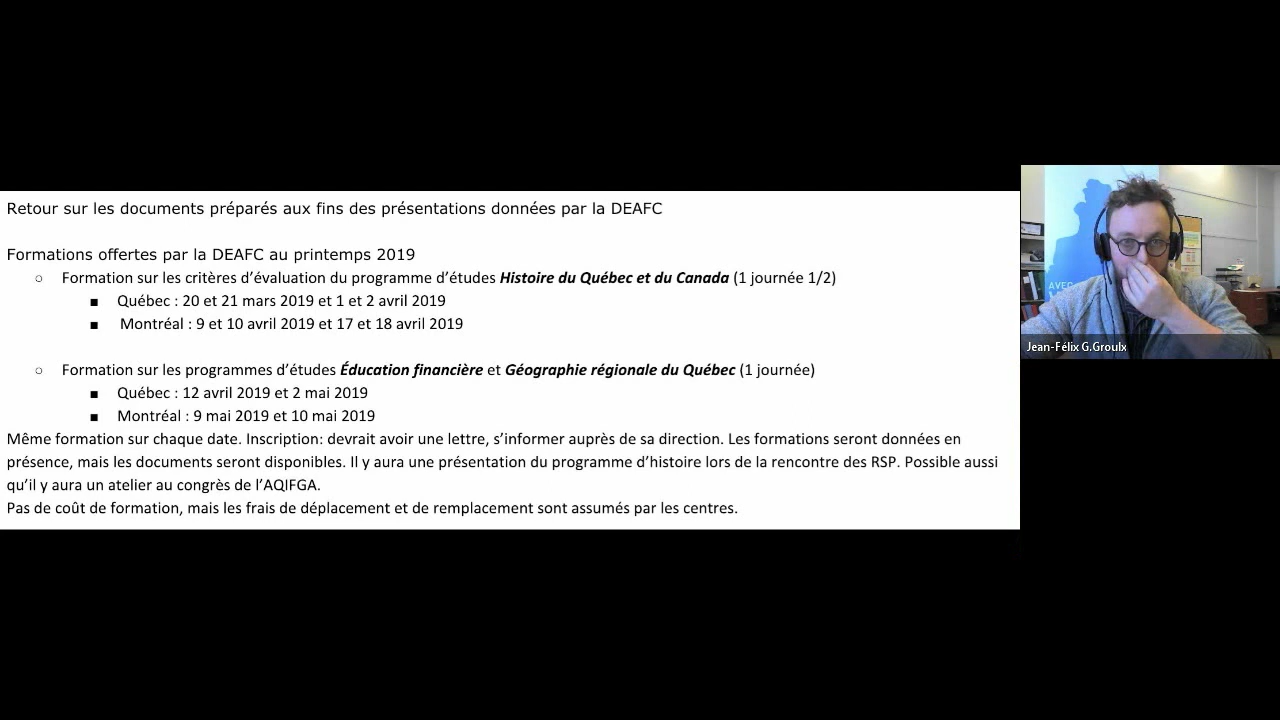 Retour sur les documents préparés aux fins des présentations données par la DEAFC
Formations offertes par la DEAFC au printemps 2019
○ Formation sur les critères d’évaluation du programme d’études Histoire du Québec et du Canada (1 journée 1/2)
■ Québec : 20 et 21 mars 2019 et 1 et 2 avril 2019
■ Montréal : 9 et 10 avril 2019 et 17 et 18 avril 2019
○ Formation sur les programmes d’études Éducation financière et Géographie régionale du Québec (1 journée)
■ Québec : 12 avril 2019 et 2 mai 2019
■ Montréal : 9 mai 2019 et 10 mai 2019
Même formation sur chaque date. Inscription: devrait avoir une lettre, s’informer auprès de sa direction. Les formations seront données en
présence, mais les documents seront disponibles. Il y aura une présentation du programme d’histoire lors de la rencontre des RSP. Possible aussi
qu’il y aura un atelier au congrès de l’AQIFGA.
Pas de coût de formation, mais les frais de déplacement et de remplacement sont assumés par les centres.
AVEC
Jean-Félix G.Groulx